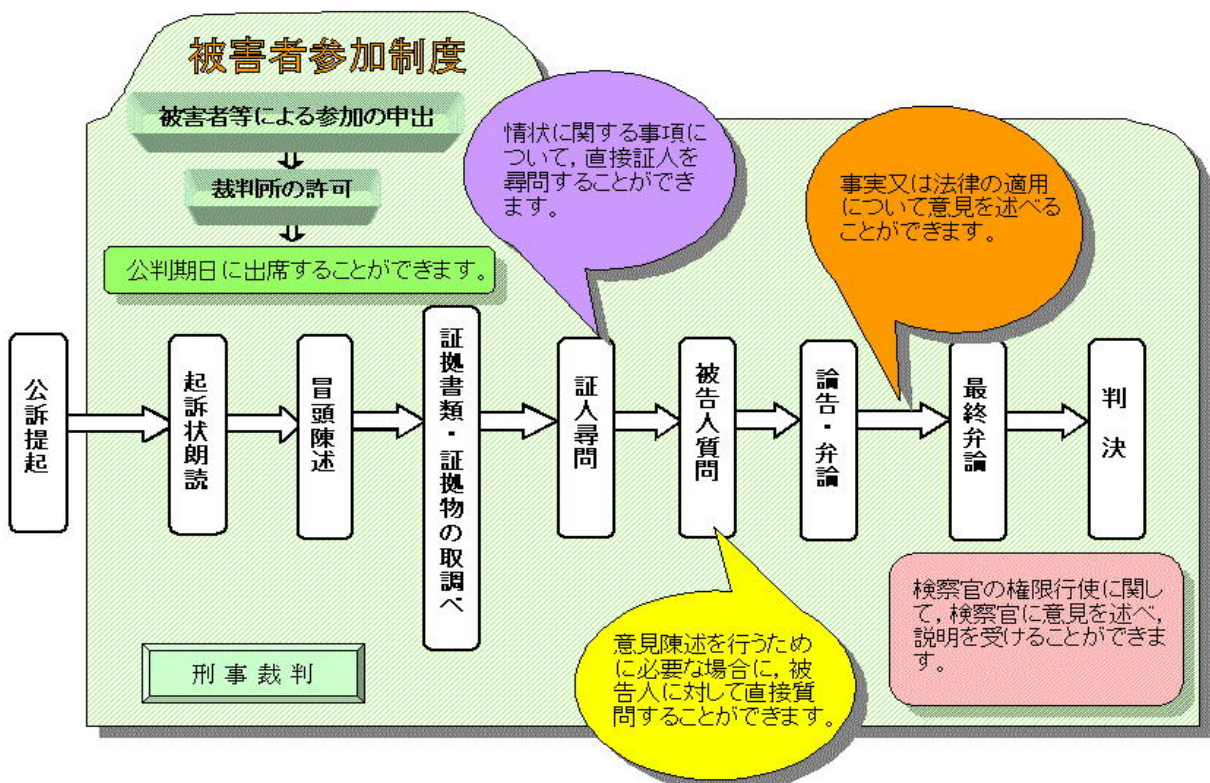 被害者参加制度
被害者等による参加の申出
裁判所の許可
公判期日に出席することができます。
情状に関する事項に
ついて，直接証人を
尋問することができ
ます。
事実又は法律の適用
について意見を述べる
ことができます。
公訴提起
起訴状朗読
冒頭陳述
証拠書類・証拠物の取調べ
証人尋問
被告人質問
論告・弁論
最終弁論
判決
意見陳述を行うため
に必要な場合に，被
告人に対して直接質
問することができます。
検察官の権限行使に関し
て，検察官に意見を述べ，
説明を受けることができま
す。
刑事裁判